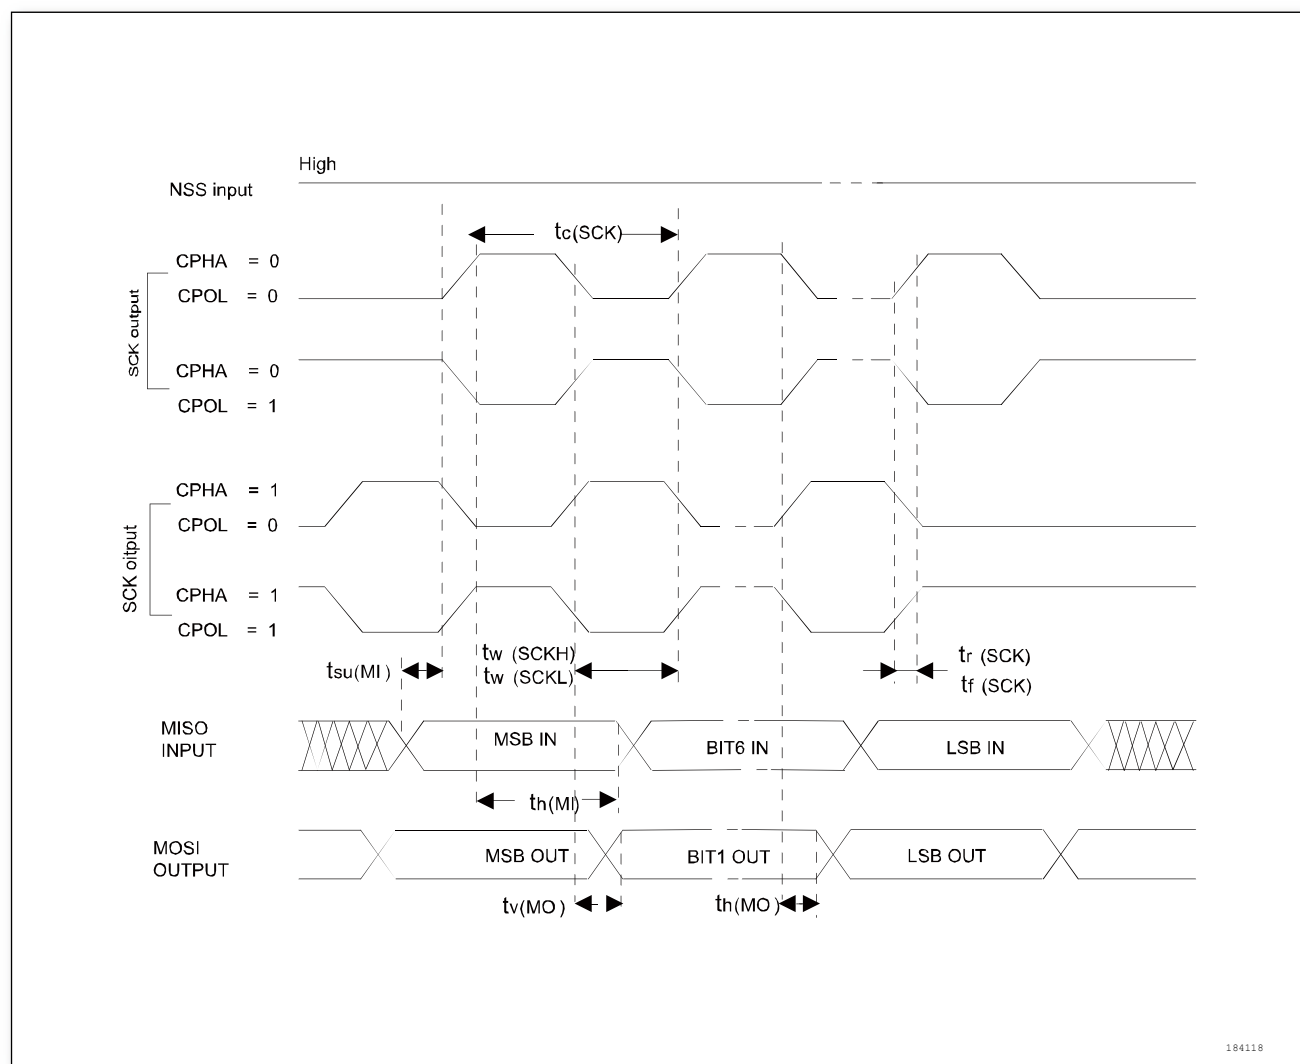 High
NSS input
tc(SCK)
CPHA = 0
CPOL = 0
SCK output
CPHA = 0
CPOL = 1
CPHA = 1
CPOL = 0
SCK oitput
CPHA = 1
CPOL = 1
tsu(MI)
tw (SCKH)
tw (SCKL)
tr (SCK)
tf (SCK)
MISO
INPUT
MSB IN
BIT6 IN
LSB IN
th(MI)
MOSI
OUTPUT
MSB OUT
BIT1 OUT
LSB OUT
tv(MO)
th(MO)
184118